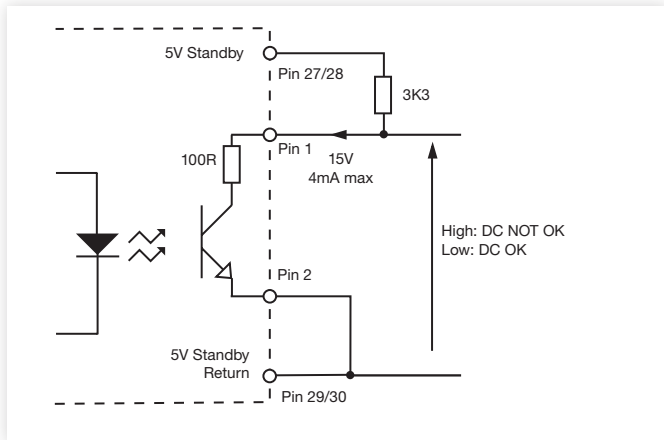 5V Standby
Pin 27/28
3K3
100R
Pin 1
15V
4mA max
High: DC NOT OK
Low: DC OK
Pin 2
5V Standby
Return
Pin 29/30